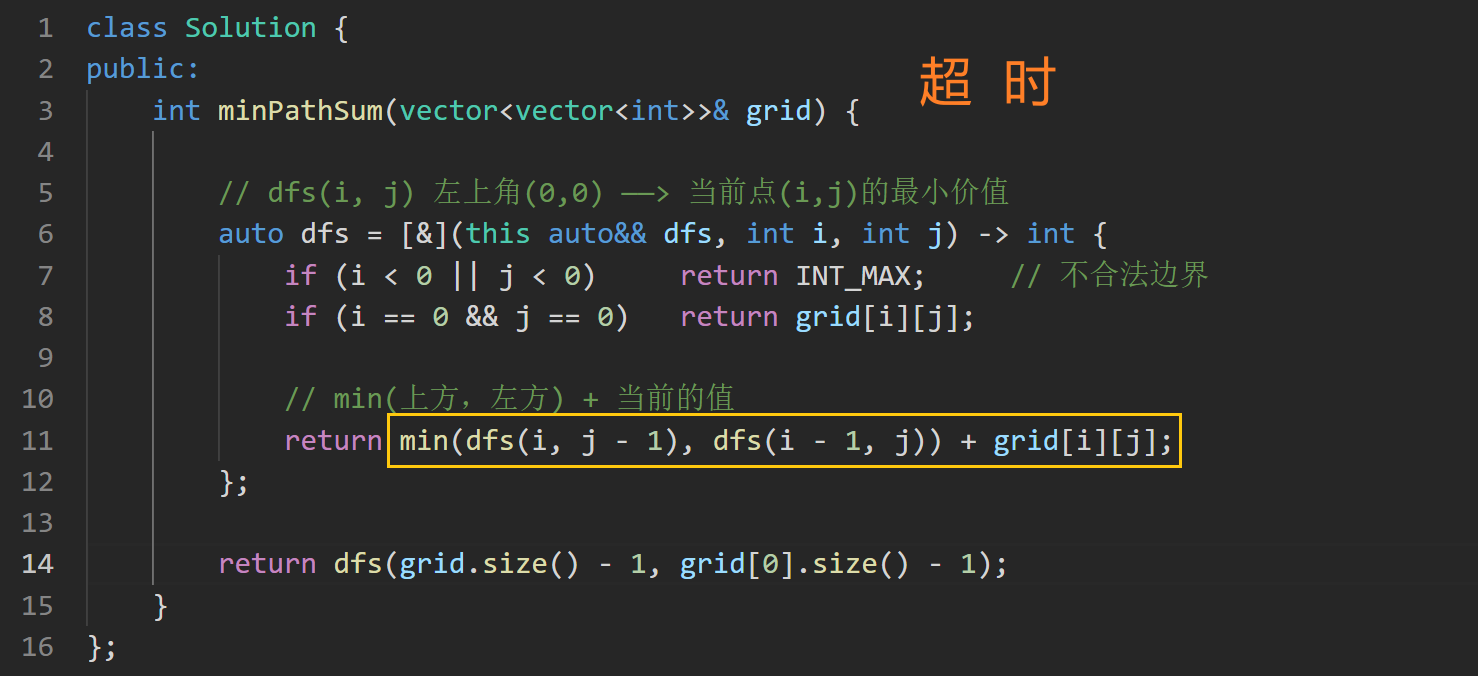 1 class Solution {
2 public:
超 时
3     int minPathSum(vector<vector<int>>& grid) {
4
5         // dfs(i, j) 左上角(0,0) ——> 当前点(i,j)的最小价值
6         auto dfs = [&](this auto&& dfs, int i, int j) -> int {
7             if (i < 0 || j < 0)     return INT_MAX;     // 不合法边界
8             if (i == 0 && j == 0)   return grid[i][j];
9
10             // min(上方，左方) + 当前的值
11             return min(dfs(i, j - 1), dfs(i - 1, j)) + grid[i][j];
12         };
13
14         return dfs(grid.size() - 1, grid[0].size() - 1);
15     }
16 };